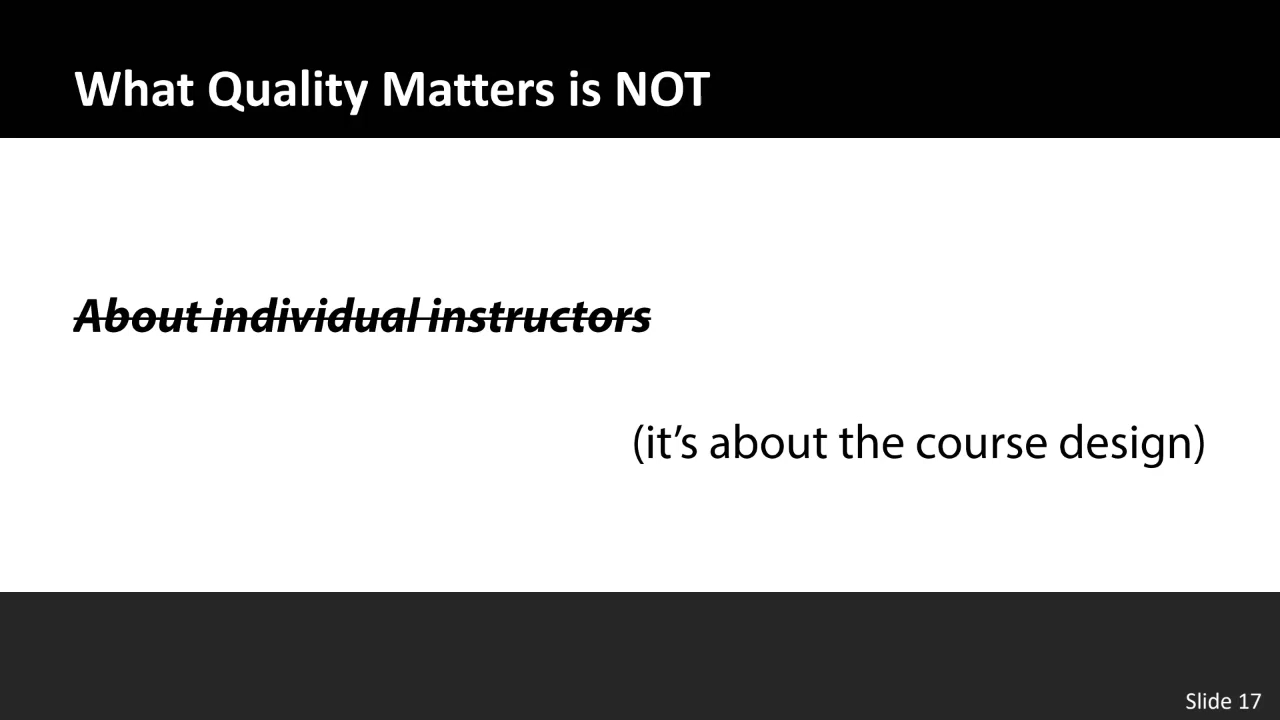 What Quality Matters is NOT
About individual instructors
(it’s about the course design)
Slide 17